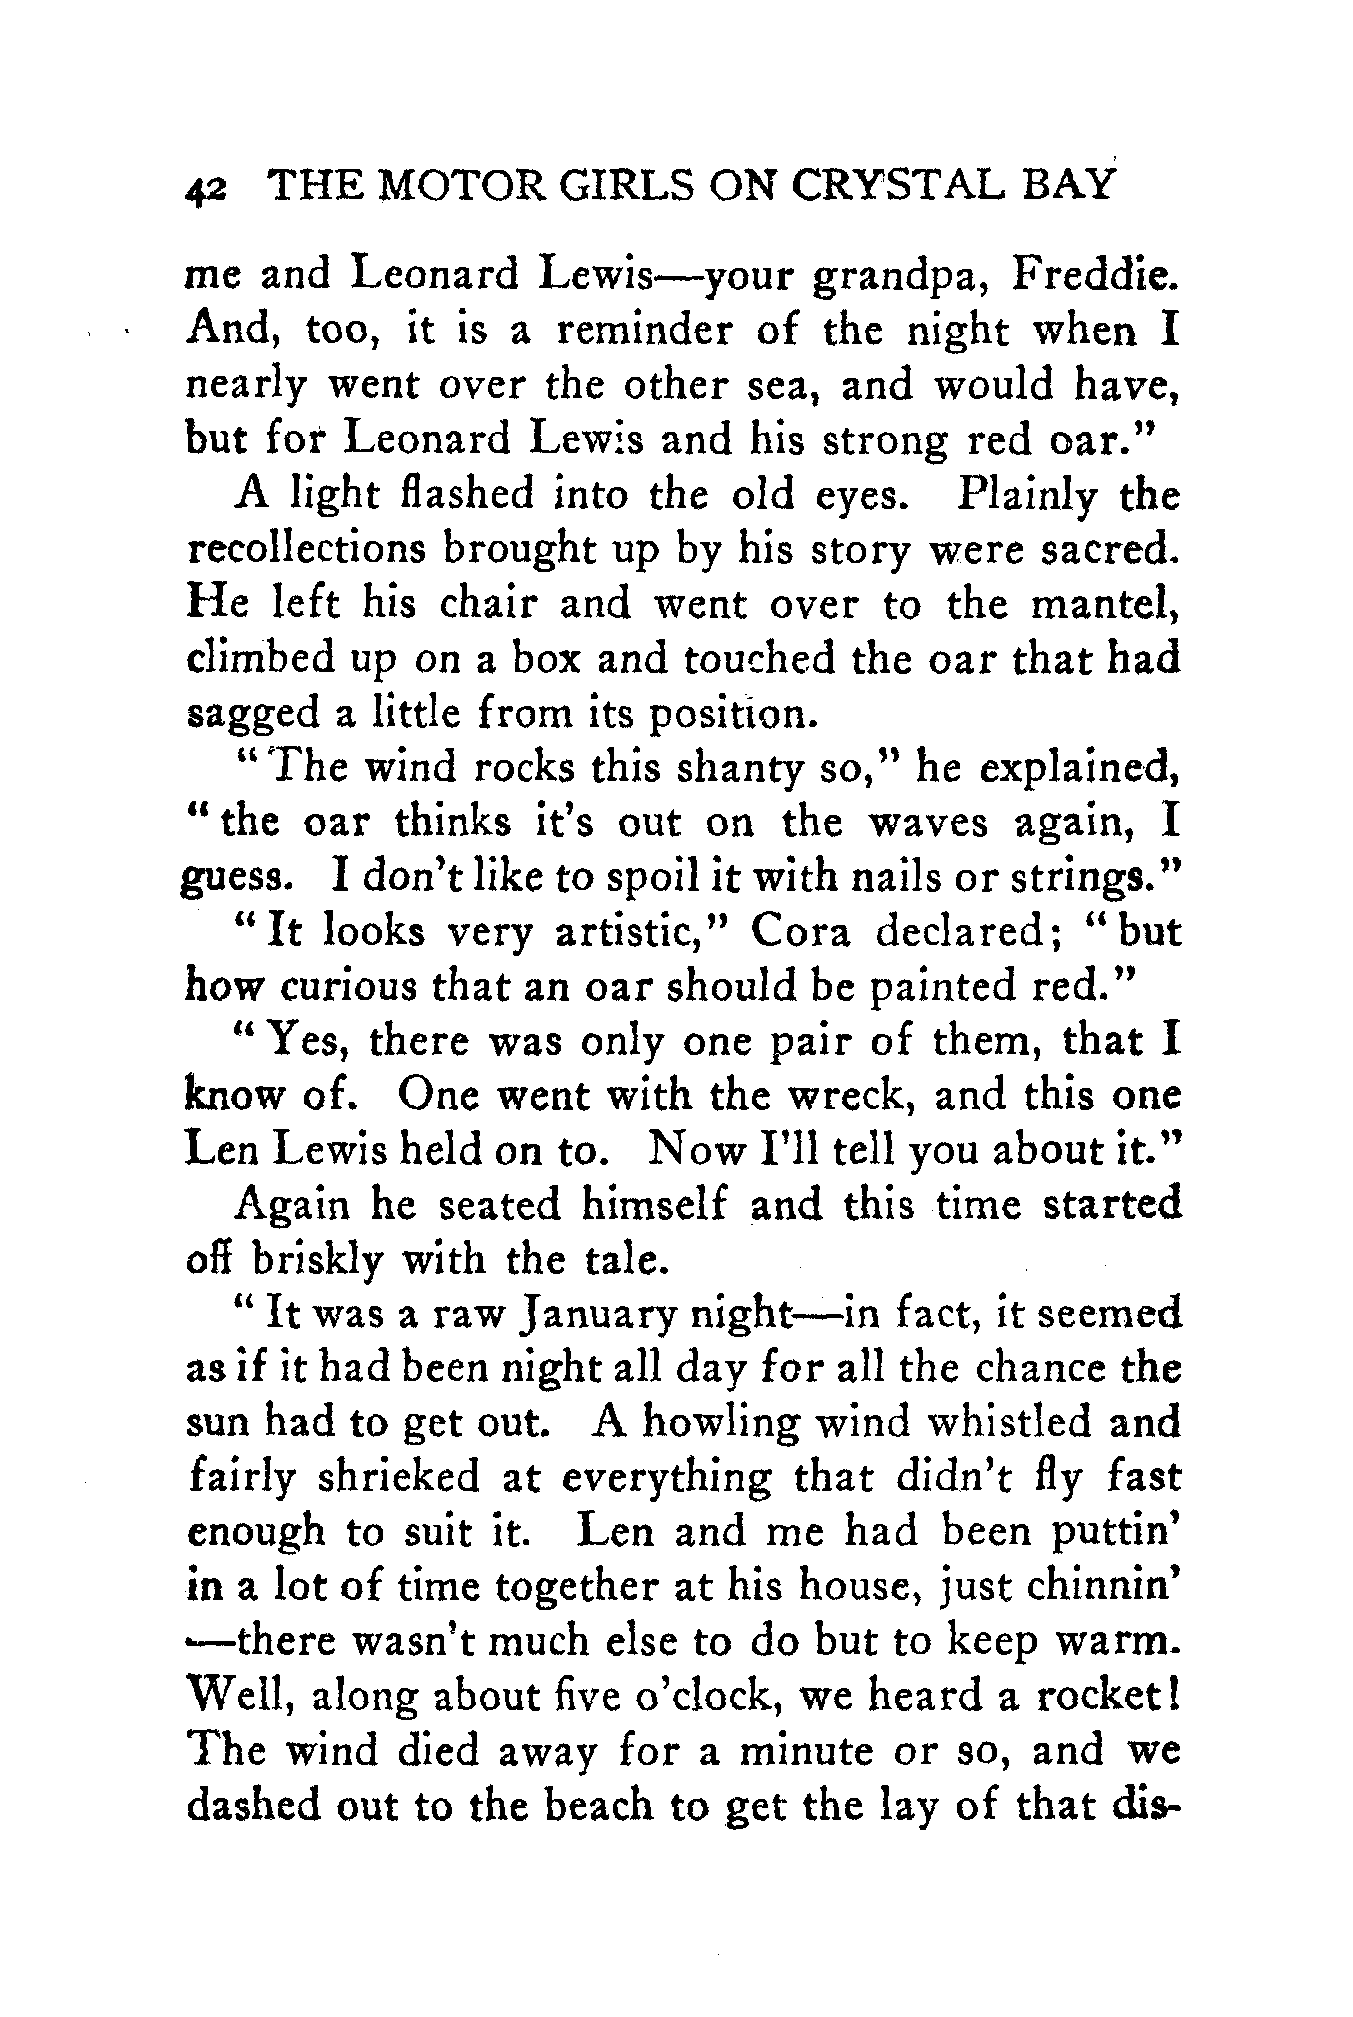 42 THE MOTOR GIRLS ON CRYSTAL BAY
me and Leonard Lewis—your grandpa, Freddie.
And, too, it is a reminder of the night when I
nearly went over the other sea, and would have,
but for Leonard Lewis and his strong red oar."
A light flashed into the old eyes. Plainly the
recollections brought up by his story were sacred.
He left his chair and went over to the mantel,
climbed up on a box and touched the oar that had
sagged a little from its position.
"The wind rocks this shanty so," he explained,
"the oar thinks it's out on the waves again, I
guess. I don't like to spoil it with nails or strings."
"It looks very artistic," Cora declared; "but
how curious that an oar should be painted red."
"Yes, there was only one pair of them, that I
know of. One went with the wreck, and this one
Len Lewis held on to. Now I'll tell you about it."
Again he seated himself and this time started
off briskly with the tale.
"It was a raw January night—in fact, it seemed
as if it had been night all day for all the chance the
sun had to get out. A howling wind whistled and
fairly shrieked at everything that didn't fly fast
enough to suit it. Len and me had been puttin'
in a lot of time together at his house, just chinnin'
—there wasn't much else to do but to keep warm.
Well, along about five o'clock, we heard a rocket!
The wind died away for a minute or so, and we
dashed out to the beach to get the lay of that dis-